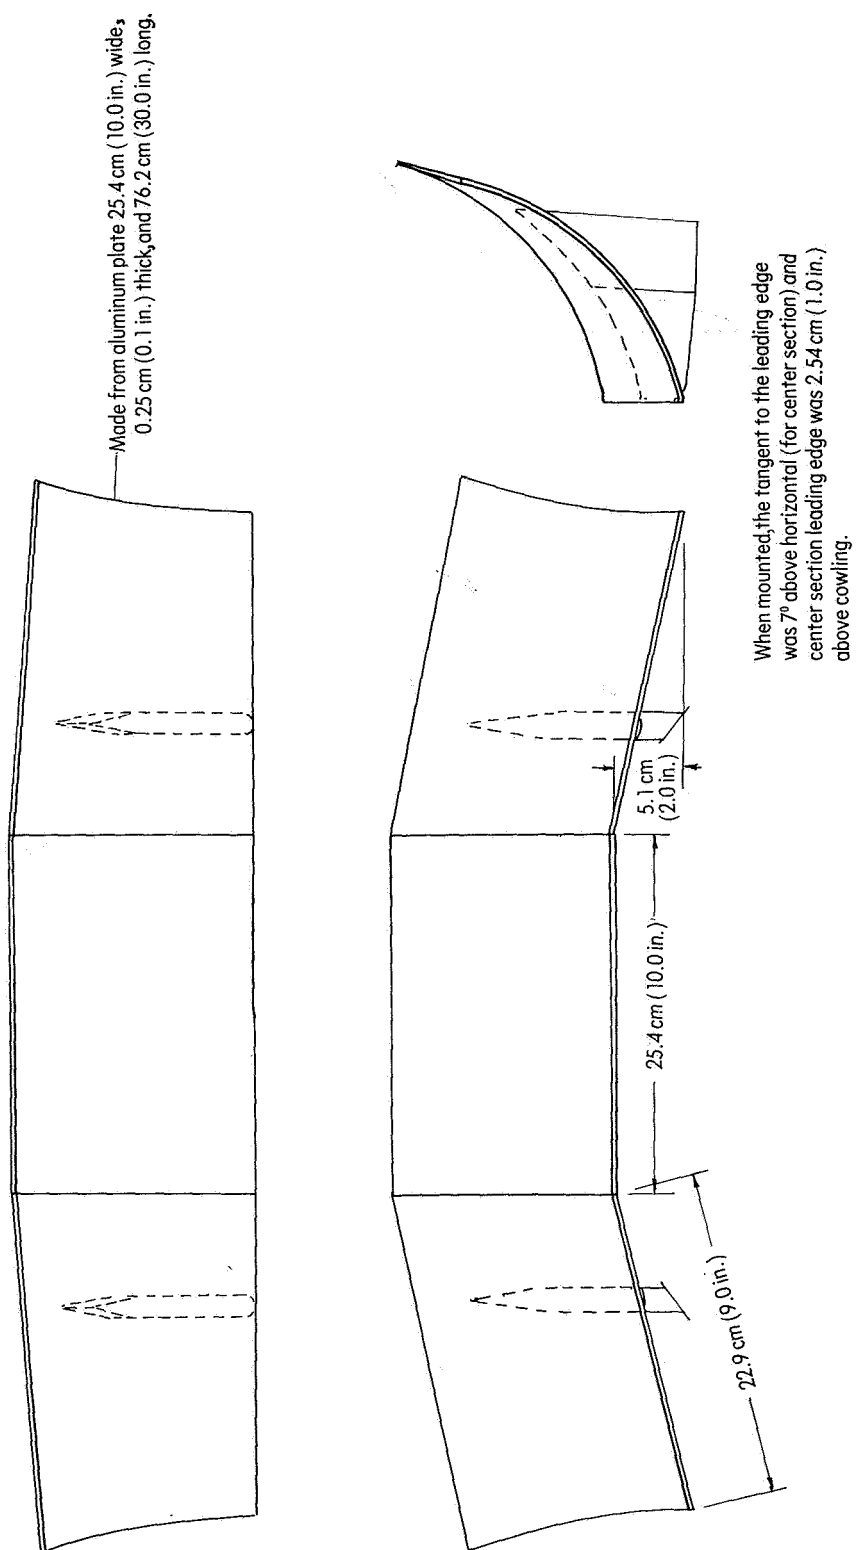 Made from aluminum plate 25.4 cm (10.0 in.) wide,
0.25 cm (0.1 in.) thick,and 76.2 cm (30.0 in.) long.
5.1 cm
(2.0 in.)
25.4 cm (10.0 in.)
22.9 cm (9.0 in.)
When mounted,the tangent to the leading edge
was 7° above horizontal (for center section) and
center section leading edge was 2.54 cm (1.0 in.)
above cowling.